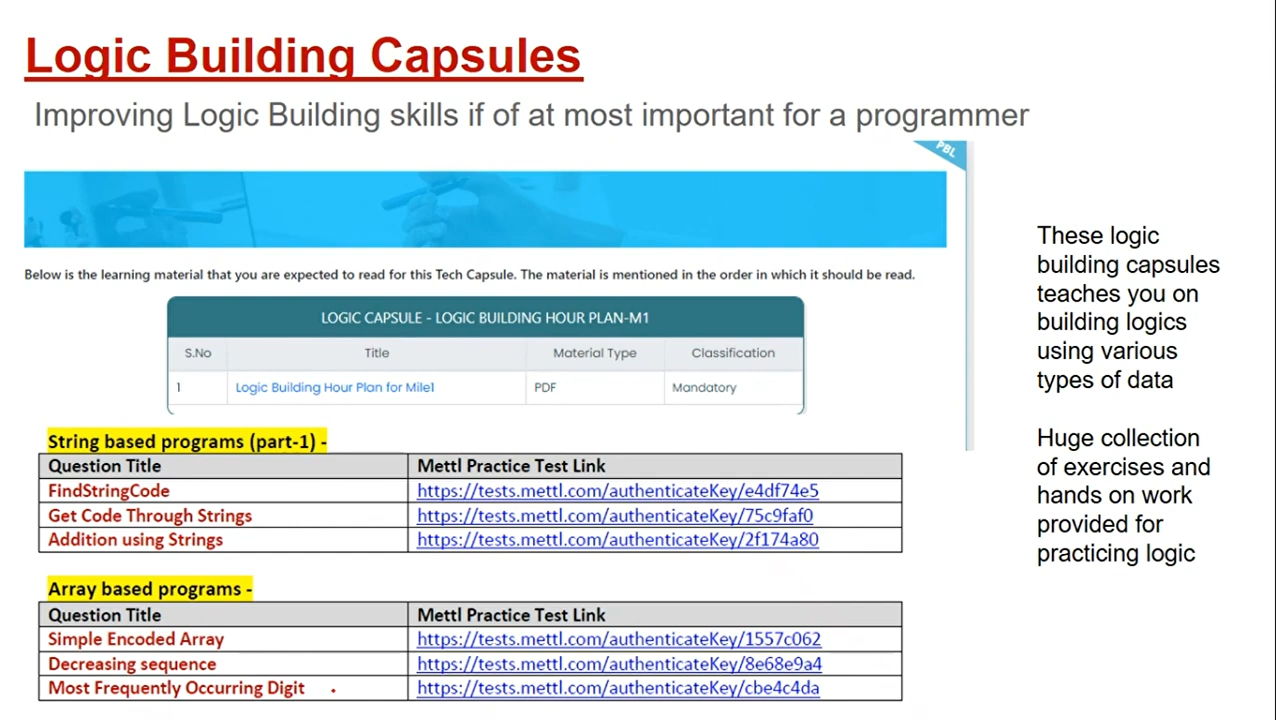 Logic Building Capsules
Improving Logic Building skills if of at most important for a programmer
PBL
Below is the learning material that you are expected to read for this Tech Capsule. The material is mentioned in the order in which it should be read.
LOGIC CAPSULE - LOGIC BUILDING HOUR PLAN-M1
S.No Title Material Type Classification
1 Logic Building Hour Plan for Mile1 PDF Mandatory
String based programs (part-1) -
Question Title Mettl Practice Test Link
FindStringCode https://tests.mettl.com/authenticateKey/e4df74e5
Get Code Through Strings https://tests.mettl.com/authenticateKey/75c9faf0
Addition using Strings https://tests.mettl.com/authenticateKey/2f174a80
Array based programs -
Question Title Mettl Practice Test Link
Simple Encoded Array https://tests.mettl.com/authenticateKey/1557c062
Decreasing sequence https://tests.mettl.com/authenticateKey/8e68e9a4
Most Frequently Occurring Digit https://tests.mettl.com/authenticateKey/cbe4c4da
These logic
building capsules
teaches you on
building logics
using various
types of data
Huge collection
of exercises and
hands on work
provided for
practicing logic